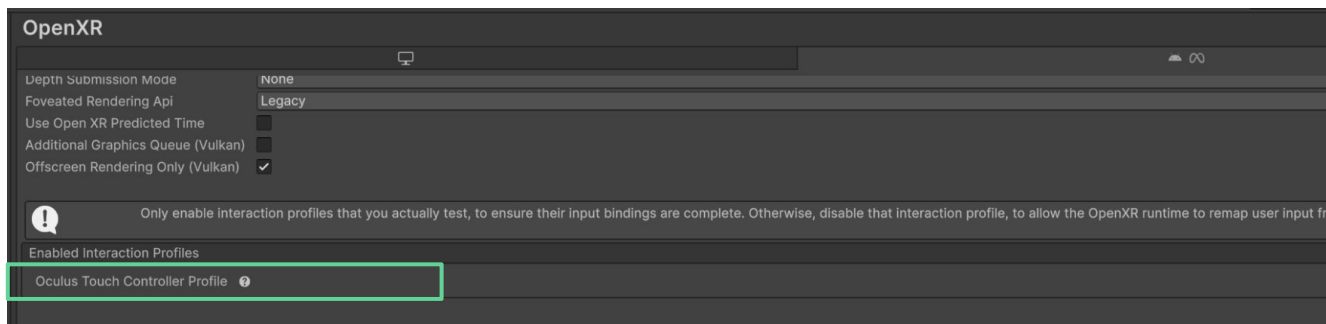 OpenXR
Depth Submission Mode None
Foveated Rendering Api Legacy
Use Open XR Predicted Time
Additional Graphics Queue (Vulkan)
Offscreen Rendering Only (Vulkan)
Only enable interaction profiles that you actually test, to ensure their input bindings are complete. Otherwise, disable that interaction profile, to allow the OpenXR runtime to remap user input
Enabled Interaction Profiles
Oculus Touch Controller Profile